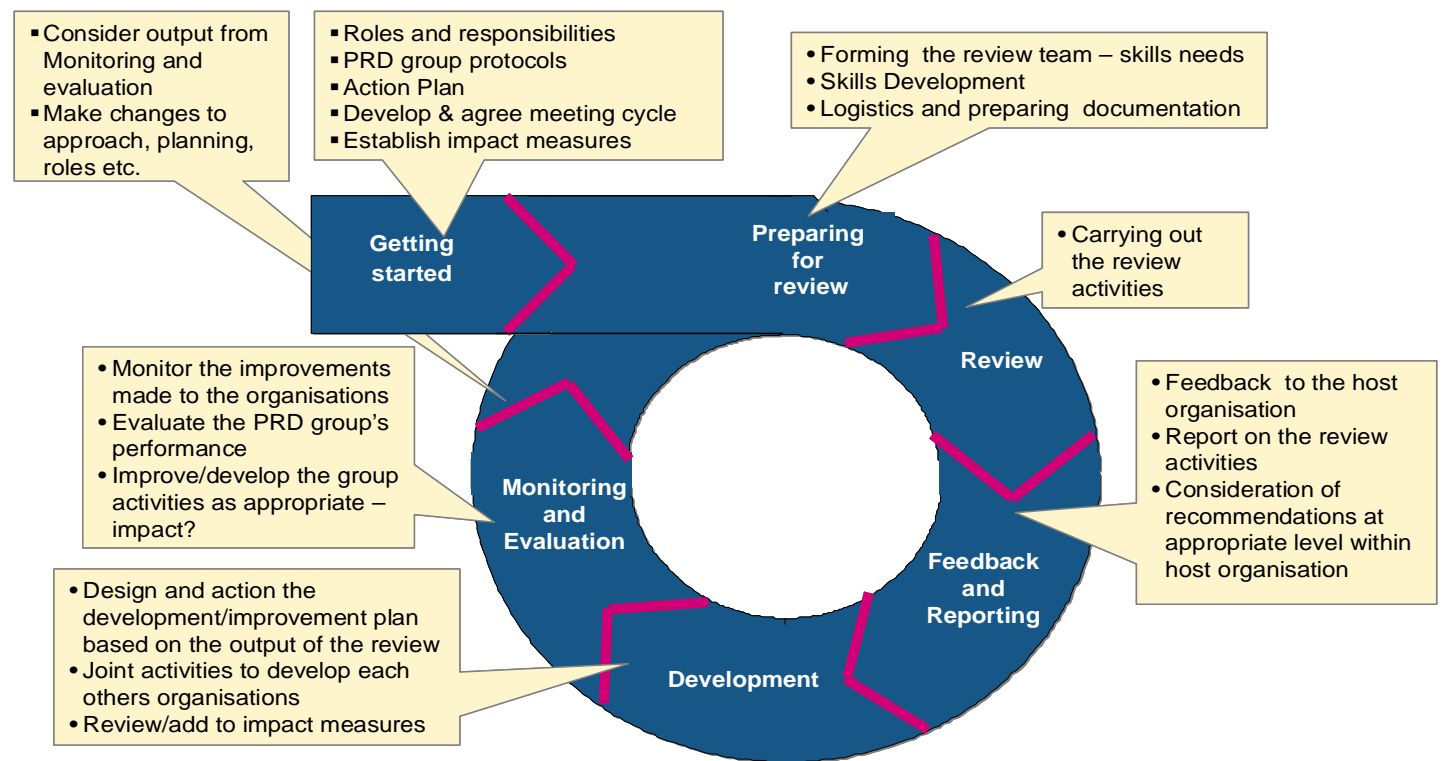 ▪ Consider output from
Monitoring and
evaluation
▪ Make changes to
approach, planning,
roles etc.
▪ Roles and responsibilities
▪ PRD group protocols
▪ Action Plan
▪ Develop & agree meeting cycle
▪ Establish impact measures
• Forming the review team – skills needs
• Skills Development
• Logistics and preparing documentation
Getting
started
Preparing
for
review
• Carrying out
the review
activities
Review
• Feedback to the host
organisation
• Report on the review
activities
• Consideration of
recommendations at
appropriate level within
host organisation
Feedback
and
Reporting
Development
• Design and action the
development/improvement plan
based on the output of the review
• Joint activities to develop each
others organisations
• Review/add to impact measures
Monitoring
and
Evaluation
• Monitor the improvements
made to the organisations
• Evaluate the PRD group's
performance
• Improve/develop the group
activities as appropriate –
impact?